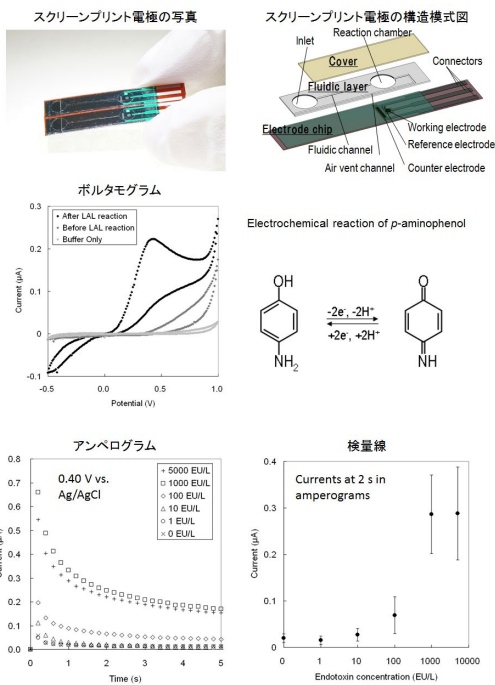 スクリーンプリント電極の写真
スクリーンプリント電極の構造模式図
Inlet
Reaction chamber
Connectors
Cover
Fluidic layer
Electrode chip
Working electrode
Reference electrode
Counter electrode
Fluidic channel
Air vent channel
ボルタモグラム
After LAL reaction
Before LAL reaction
Buffer Only
0.3
0.2
0.1
0
-0.1
Current (μA)
-0.5
0.0
0.5
1.0
Potential (V)
Electrochemical reaction of p-aminophenol
OH
NH2
-2e-, -2H+
+2e-, +2H+
O
NH
アンペログラム
0.40 V vs.
Ag/AgCl
5000 EU/L
1000 EU/L
100 EU/L
10 EU/L
1 EU/L
0 EU/L
0.8
0.7
0.6
0.5
0.4
0.3
0.2
0.1
0.0
Current (μA)
0
1
2
3
4
5
Time (s)
検量線
Currents at 2 s in
amperograms
0.4
0.3
0.2
0.1
0
Current (μA)
0
1
10
100
1000
10000
Endotoxin concentration (EU/L)